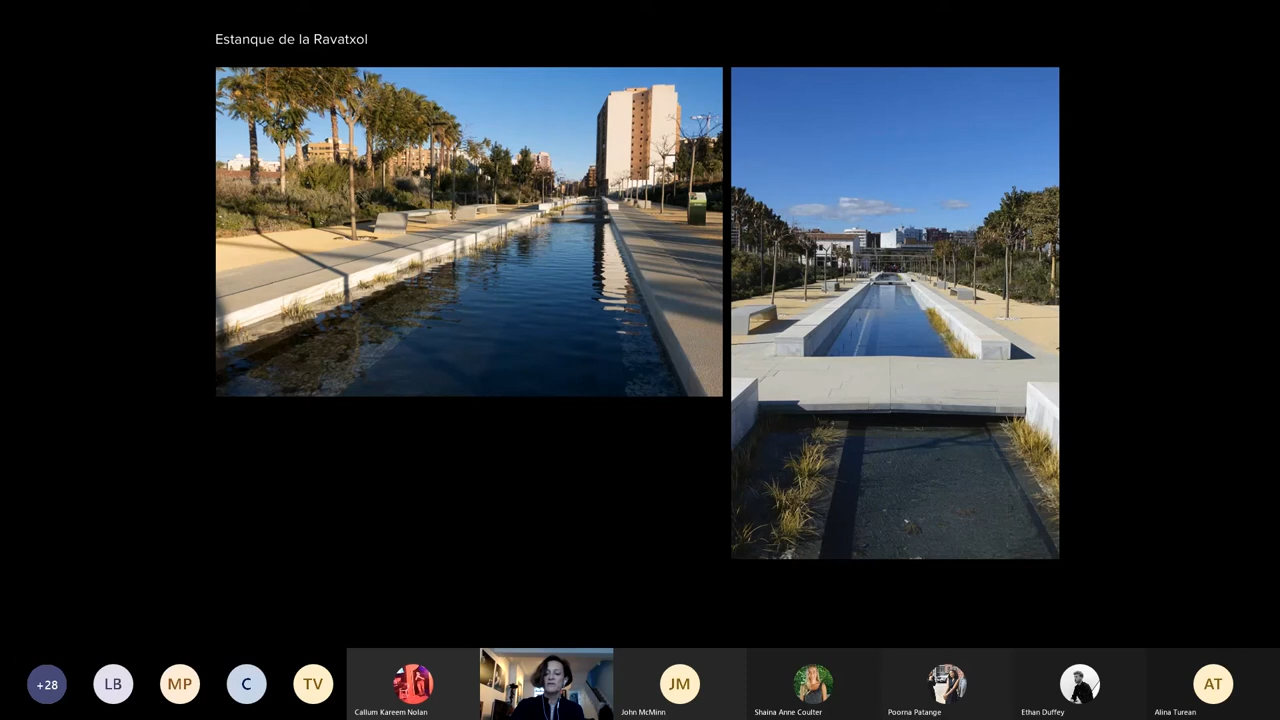 Estanque de la Ravatxol
+28
LB
MP
C
TV
Callum Kareem Nolan
JM
John McMinn
Shaina Anne Coulter
Poorna Patange
Ethan Duffey
AT
Alina Turean